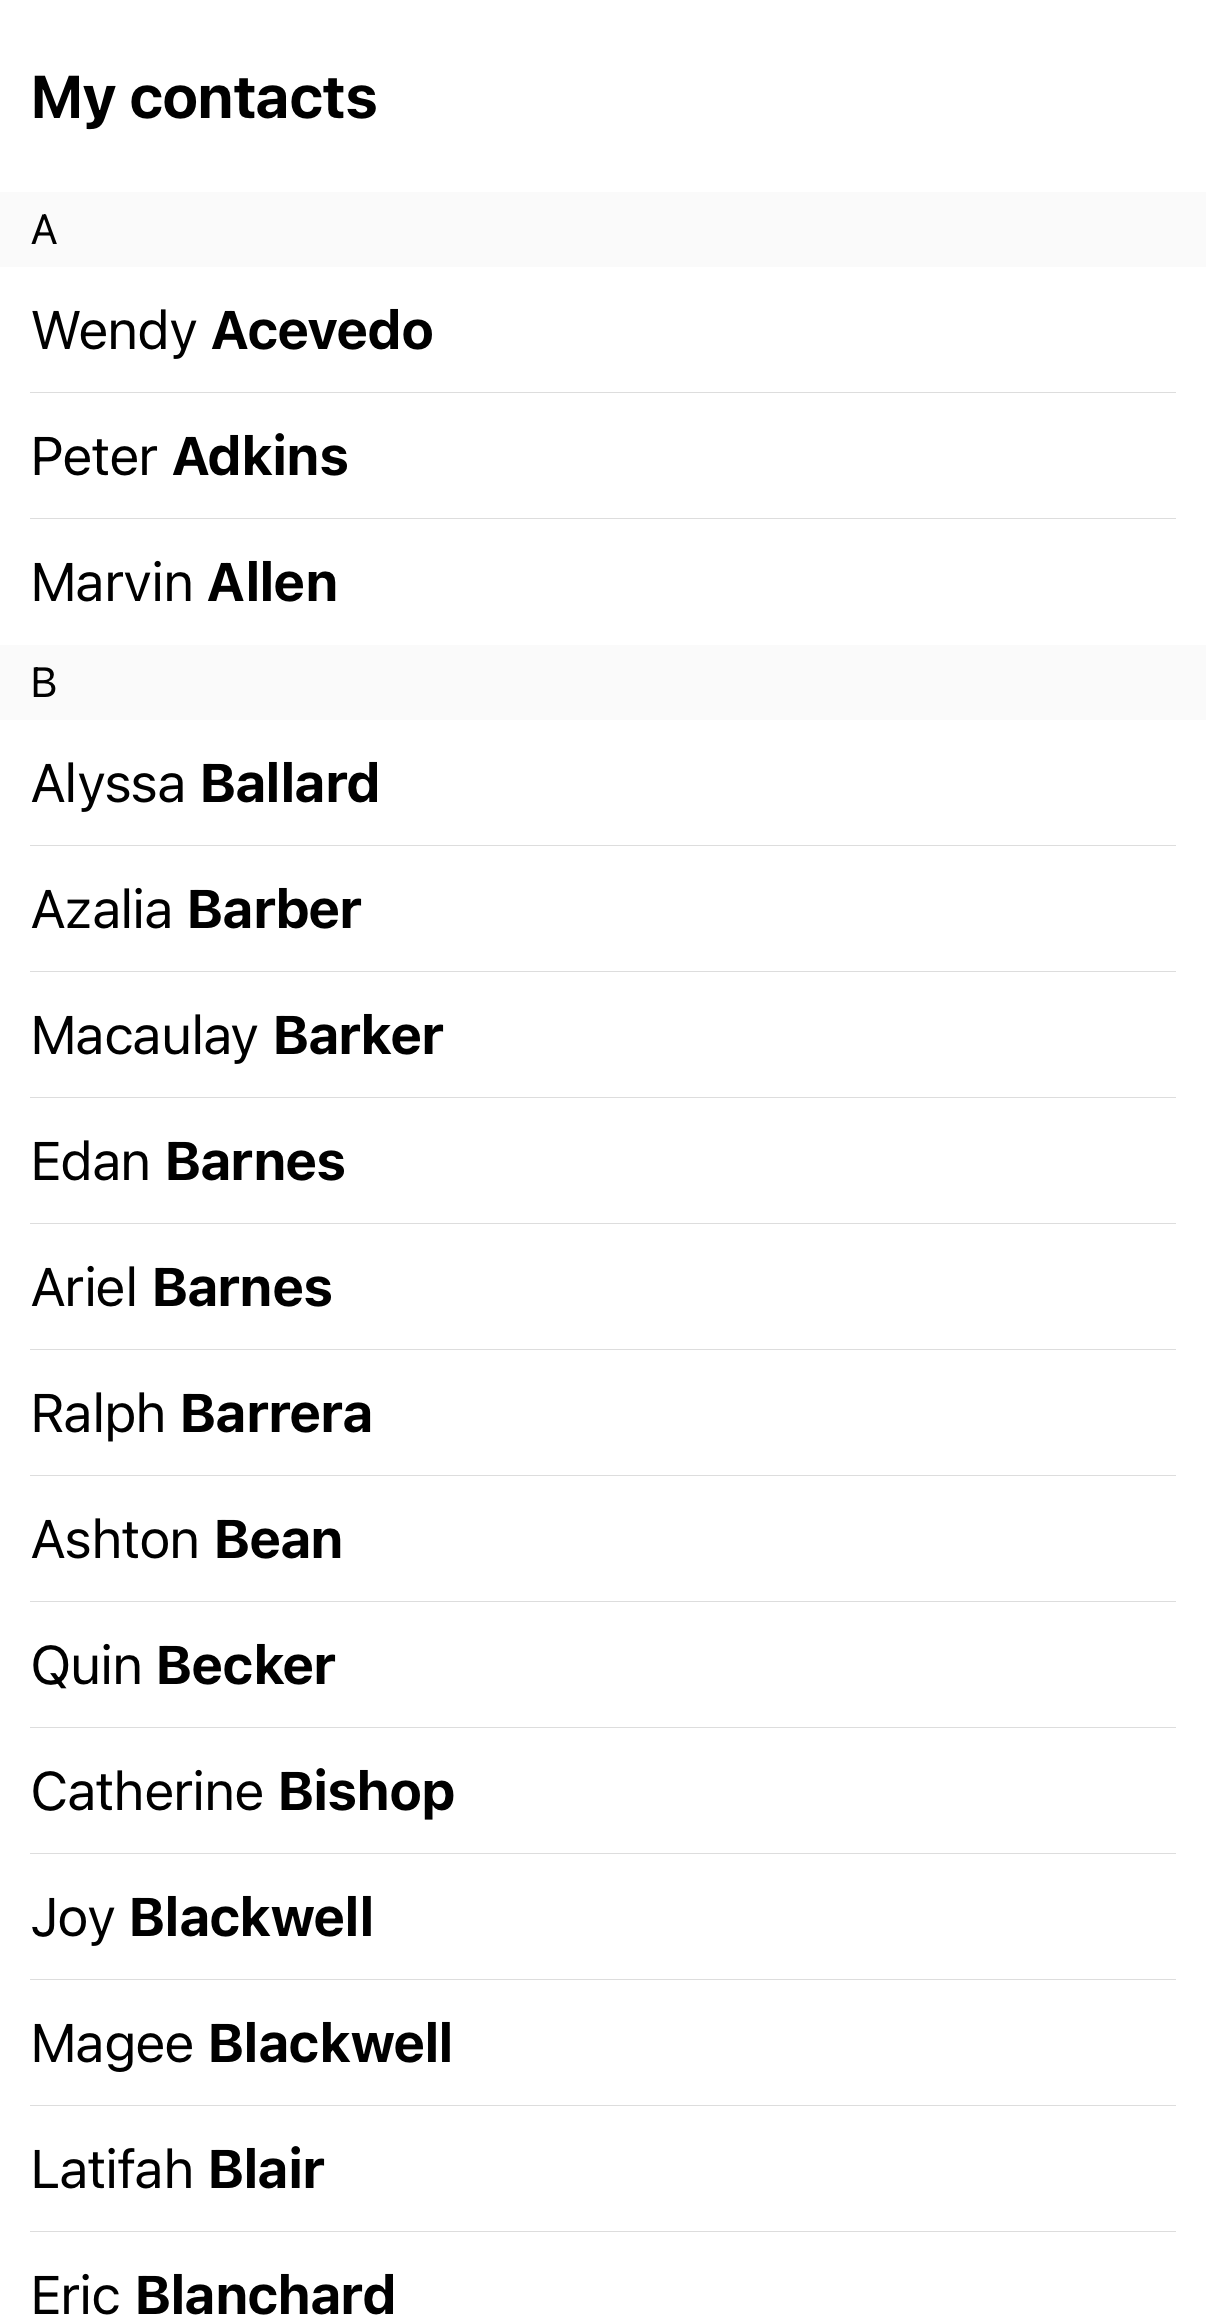 My contacts
A
Wendy Acevedo
Peter Adkins
Marvin Allen
B
Alyssa Ballard
Azalia Barber
Macaulay Barker
Edan Barnes
Ariel Barnes
Ralph Barrera
Ashton Bean
Quin Becker
Catherine Bishop
Joy Blackwell
Magee Blackwell
Latifah Blair
Eric Blanchard